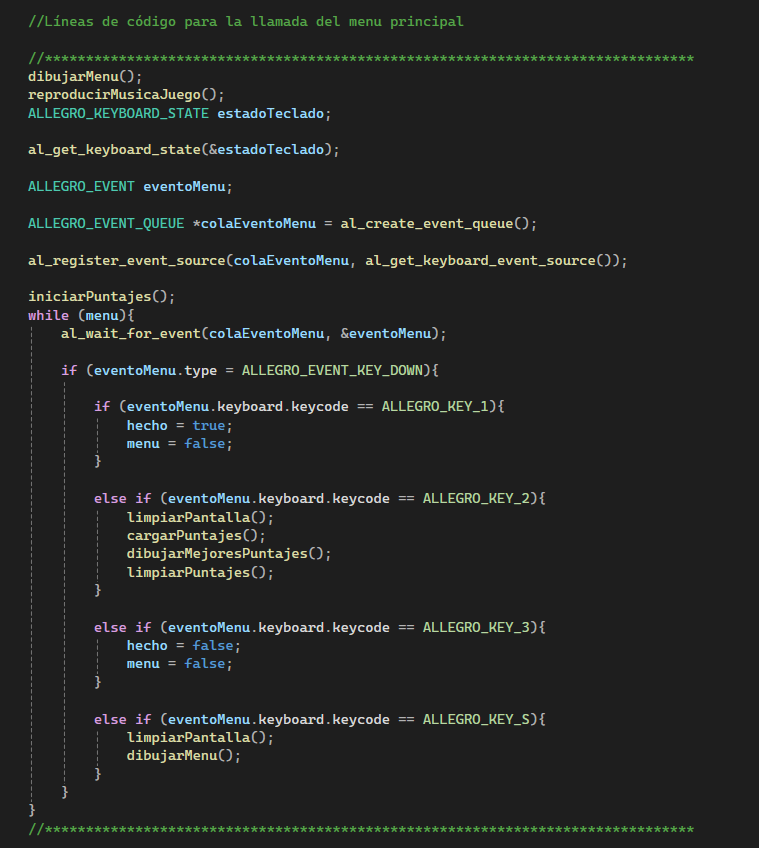 //Líneas de código para la llamada del menu principal
//*******************************************************************************
dibujarMenu();
reproducirMusicaJuego();
ALLEGRO_KEYBOARD_STATE estadoTeclado;
al_get_keyboard_state(&estadoTeclado);
ALLEGRO_EVENT eventoMenu;
ALLEGRO_EVENT_QUEUE *colaEventoMenu = al_create_event_queue();
al_register_event_source(colaEventoMenu, al_get_keyboard_event_source());
iniciarPuntajes();
while (menu){
    al_wait_for_event(colaEventoMenu, &eventoMenu);
    if (eventoMenu.type = ALLEGRO_EVENT_KEY_DOWN){
        if (eventoMenu.keyboard.keycode == ALLEGRO_KEY_1){
            hecho = true;
            menu = false;
        }
        else if (eventoMenu.keyboard.keycode == ALLEGRO_KEY_2){
            limpiarPantalla();
            cargarPuntajes();
            dibujarMejoresPuntajes();
            limpiarPuntajes();
        }
        else if (eventoMenu.keyboard.keycode == ALLEGRO_KEY_3){
            hecho = false;
            menu = false;
        }
        else if (eventoMenu.keyboard.keycode == ALLEGRO_KEY_S){
            limpiarPantalla();
            dibujarMenu();
        }
    }
}
//*******************************************************************************